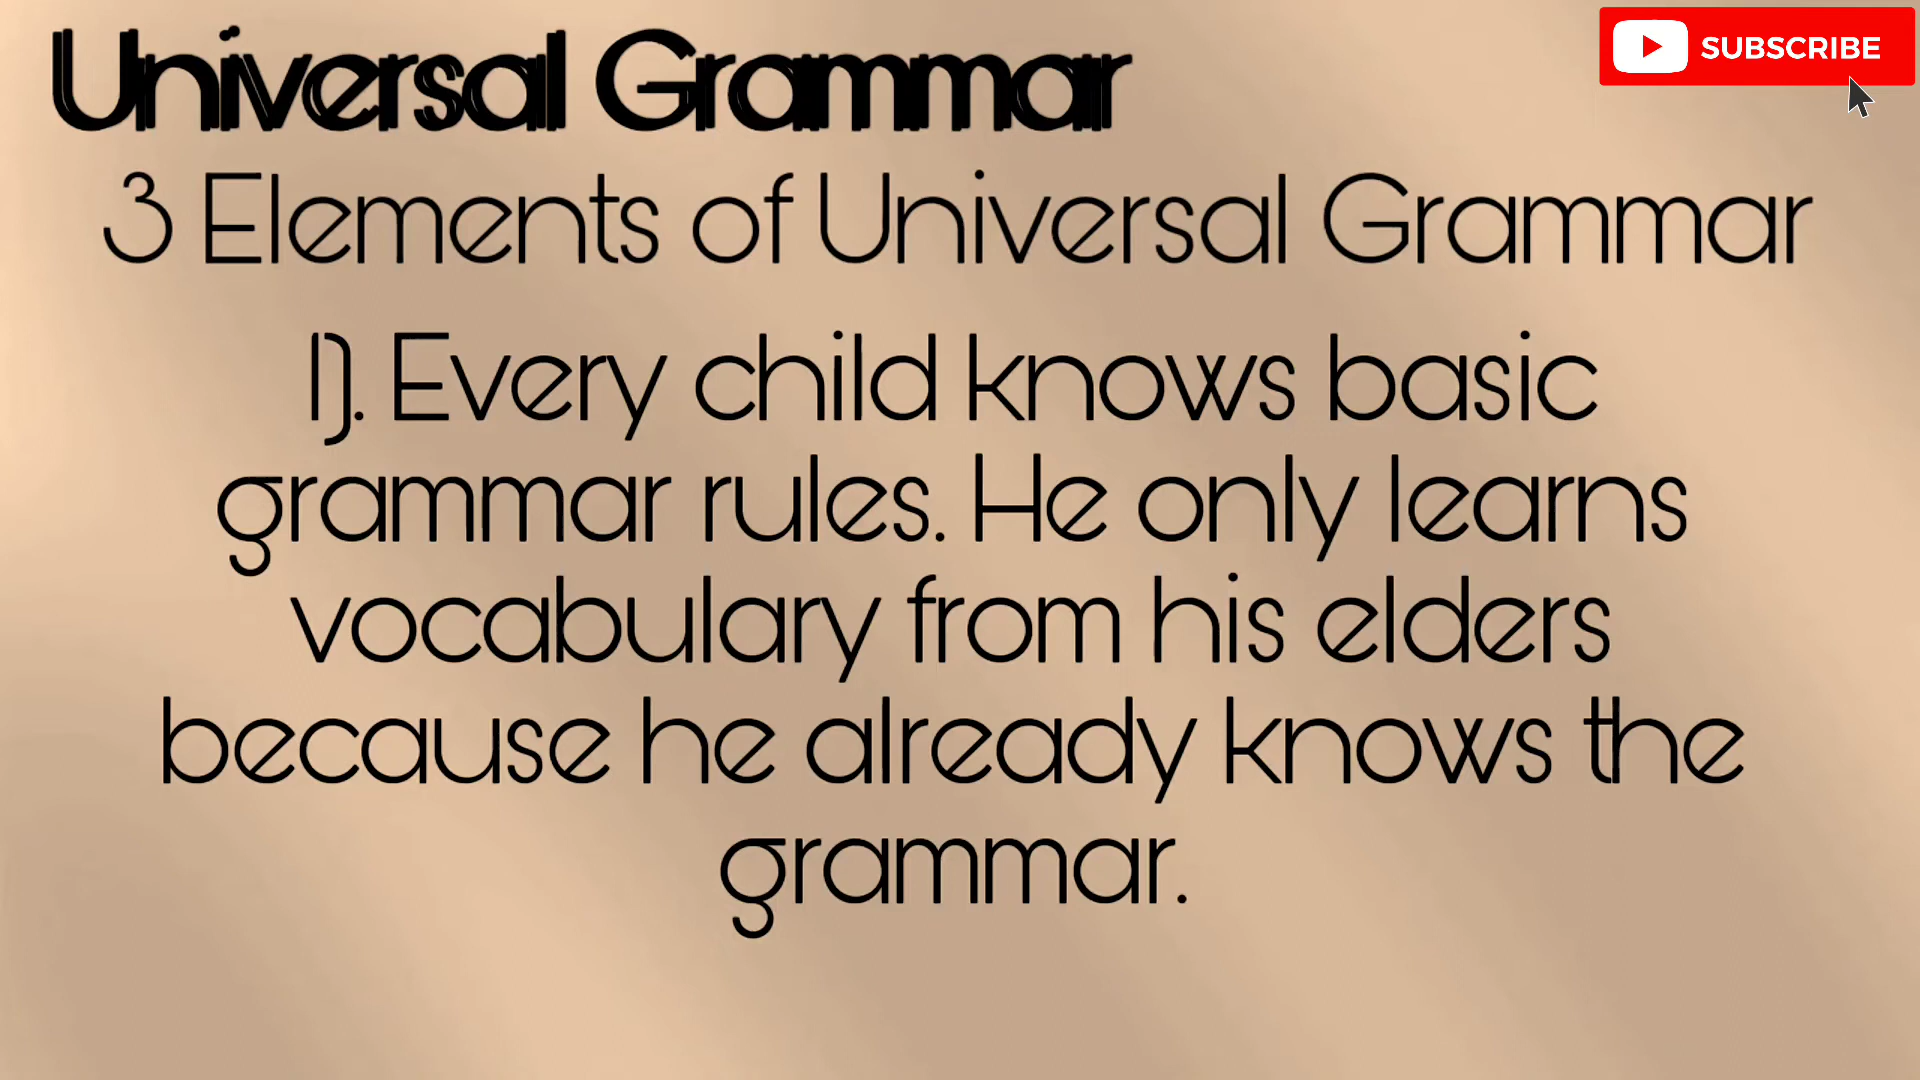 Universal Grammar
SUBSCRIBE
3 Elements of Universal Grammar
1). Every child knows basic
grammar rules. He only learns
vocabulary from his elders
because he already knows the
grammar.